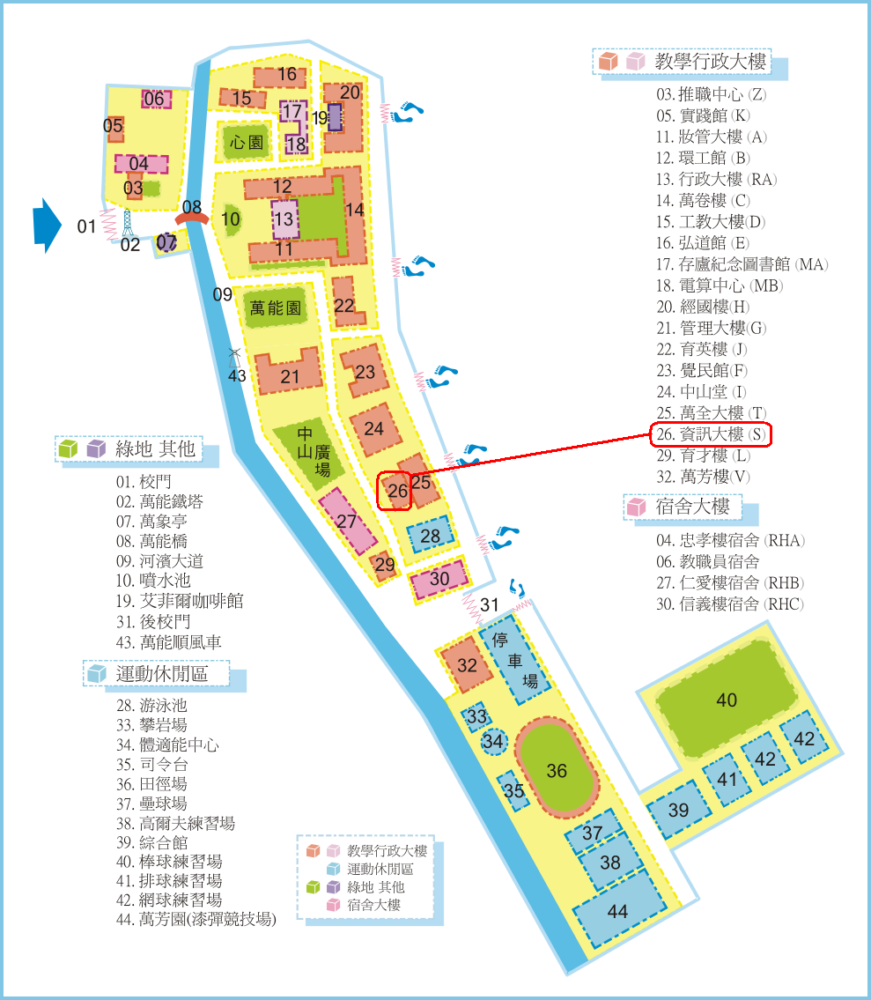 教學行政大樓
03.推職中心 (Z)
05. 實踐館 (K)
11. 妝管大樓 (A)
12. 環工館 (B)
13. 行政大樓 (RA)
14. 萬卷樓 (C)
15. 工教大樓(D)
16. 弘道館 (E)
17. 存廬紀念圖書館 (MA)
18. 電算中心 (MB)
20. 經國樓(H)
21. 管理大樓(G)
22. 育英樓 (J)
23. 覺民館(F)
24. 中山堂 (I)
25. 萬全大樓 (T)
26. 資訊大樓 (S)
29. 育才樓 (L)
32. 萬芳樓(V)
宿舍大樓
04. 忠孝樓宿舍 (RHA)
06. 教職員宿舍
27. 仁愛樓宿舍 (RHB)
30. 信義樓宿舍 (RHC)
綠地 其他
01. 校門
02. 萬能鐵塔
07. 萬象亭
08. 萬能橋
09. 河濱大道
10. 噴水池
19. 艾菲爾咖啡館
31. 後校門
43. 萬能順風車
運動休閒區
28. 游泳池
33. 攀岩場
34. 體適能中心
35. 司令台
36. 田徑場
37. 壘球場
38. 高爾夫練習場
39. 綜合館
40. 棒球練習場
41. 排球練習場
42. 網球練習場
44. 萬芳園(漆彈競技場)
教學行政大樓
運動休閒區
綠地 其他
宿舍大樓
16
15
20
06
17
19
05
心園
18
04
03
12
08
14
10
13
01
02
07
11
09
萬能園
22
43
21
23
24
中山
廣場
26
25
27
28
29
30
31
停車場
32
33
34
36
35
40
42
42
41
39
37
38
44